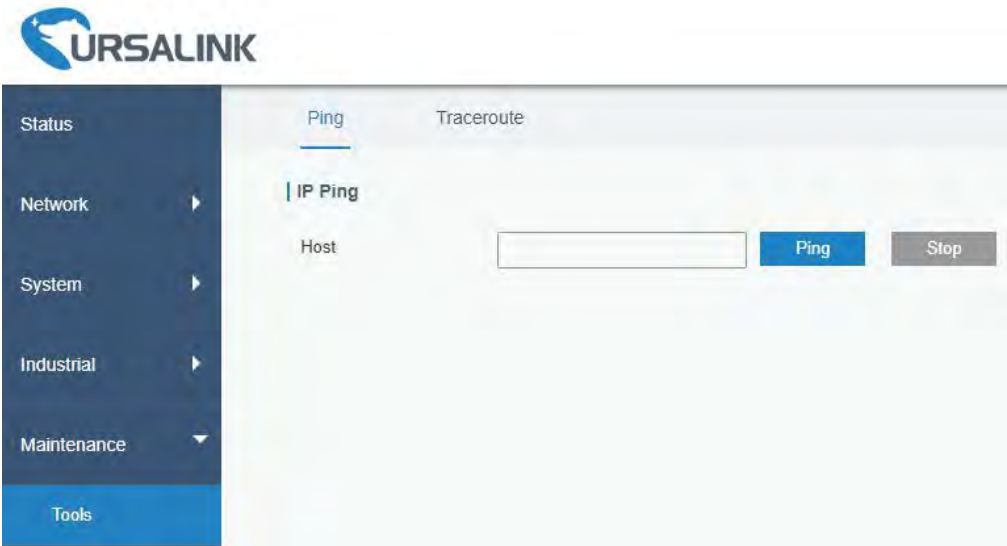 URSALINK
Status
Ping Traceroute
Network
IP Ping
Host Ping Stop
System
Industrial
Maintenance
Tools